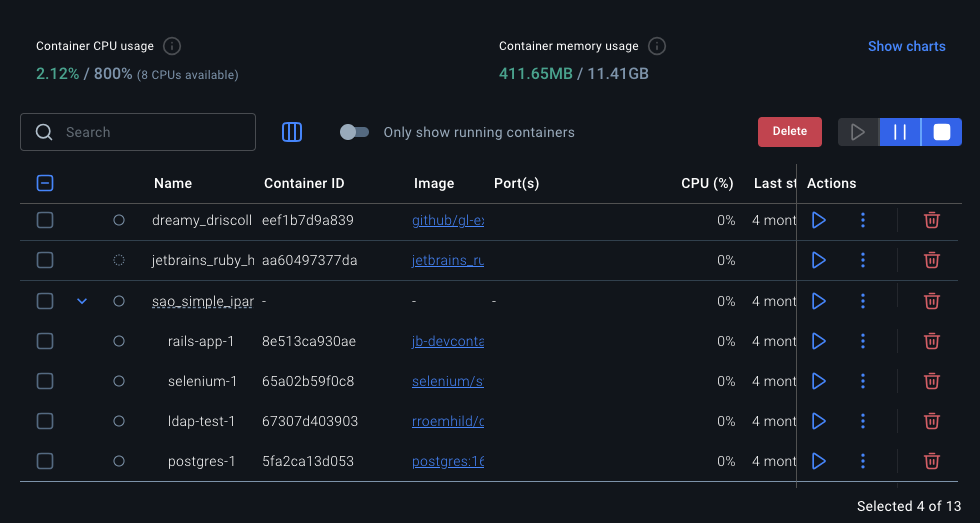 Container CPU usage
2.12% / 800% (8 CPUs available)
Container memory usage
411.65MB / 11.41GB
Show charts
Search
Only show running containers
Delete
Name Container ID Image Port(s) CPU (%) Last st Actions
dreamy_driscoll eef1b7d9a839 github/gl-ex 0% 4 mont
jetbrains_ruby_h aa60497377da jetbrains_ru 0%
sao_simple_ipar - - - 0% 4 mont
rails-app-1 8e513ca930ae jb-devconta 0% 4 mont
selenium-1 65a02b59f0c8 selenium/s 0% 4 mont
ldap-test-1 67307d403903 rroemhild/ 0% 4 mont
postgres-1 5fa2ca13d053 postgres:16 0% 4 mont
Selected 4 of 13